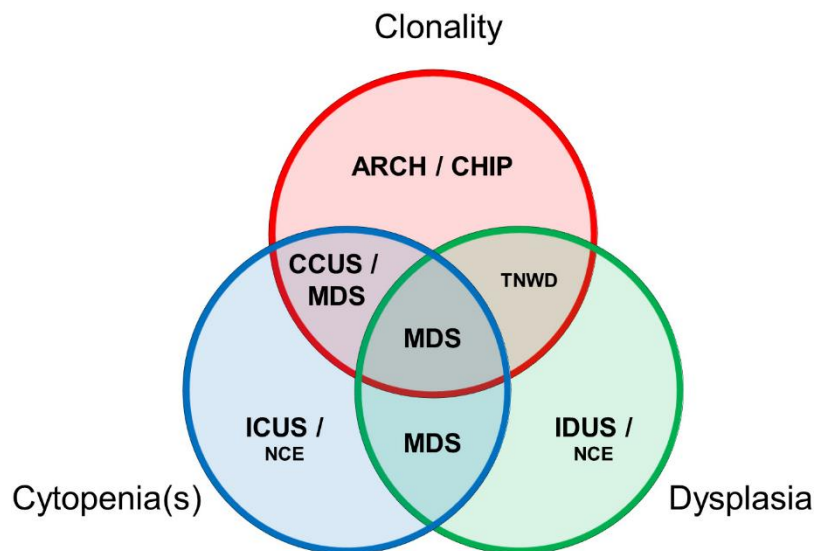 Clonality
ARCH / CHIP
CCUS /
MDS
TNWD
MDS
ICUS /
NCE
MDS
IDUS /
NCE
Cytopenia(s)
Dysplasia